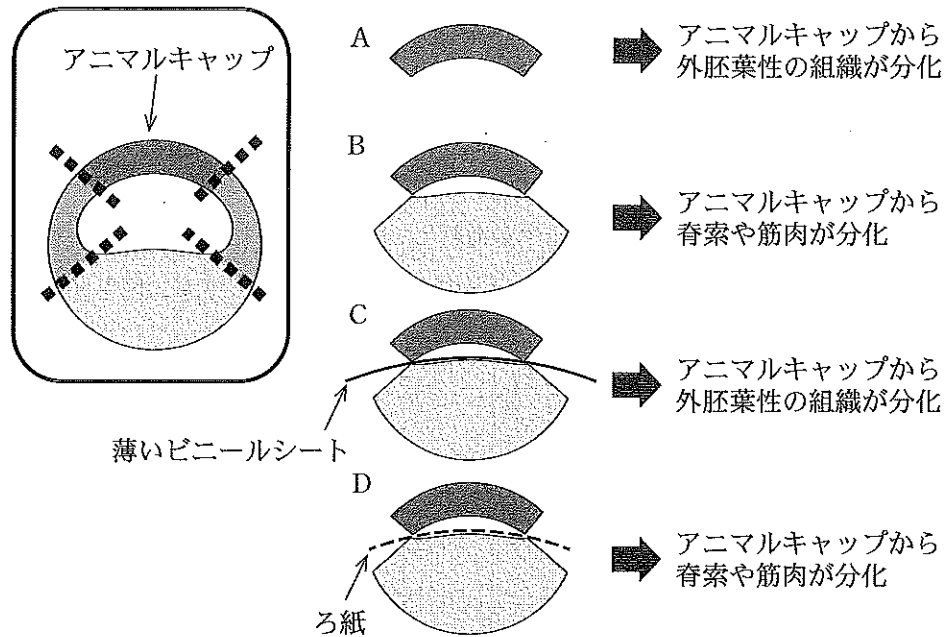 アニマルキャップ
A
アニマルキャップから
外胚葉性の組織が分化
B
アニマルキャップから
脊索や筋肉が分化
C
アニマルキャップから
外胚葉性の組織が分化
薄いビニールシート
D
アニマルキャップから
脊索や筋肉が分化
ろ紙